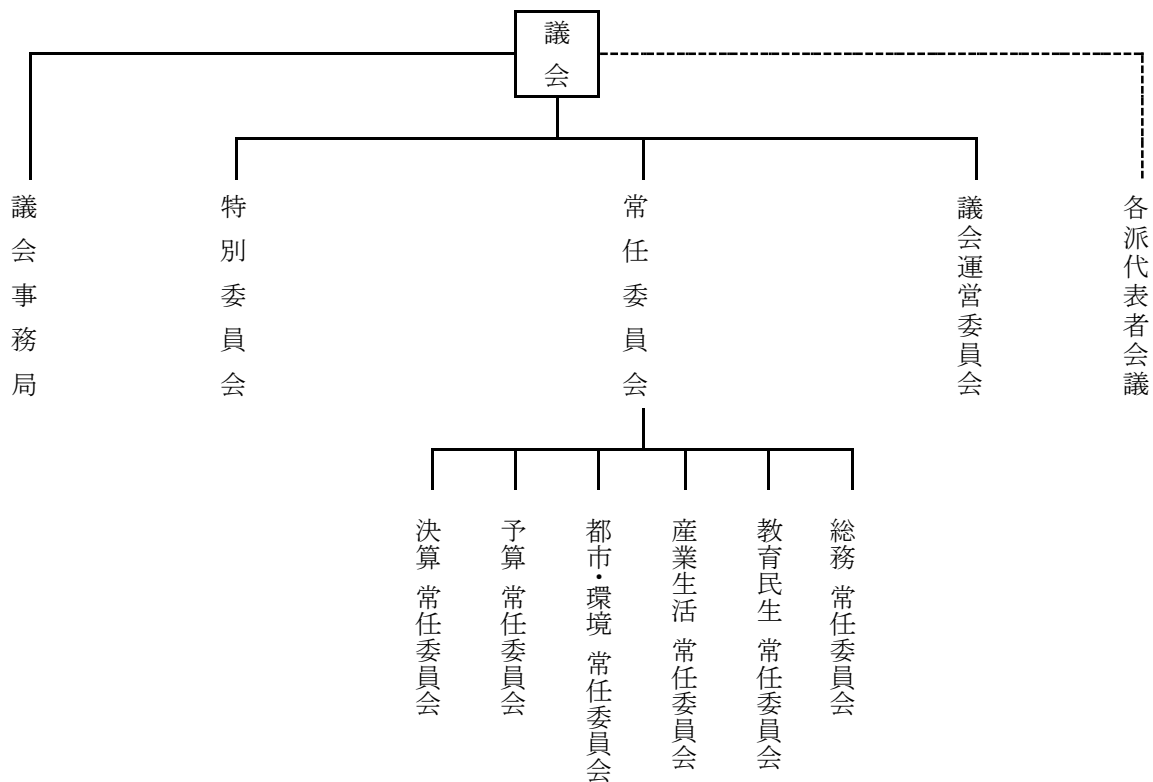 議会
各派代表者会議
議会運営委員会
常任委員会
特別委員会
議会事務局
総務 常任委員会
教育民生 常任委員会
産業生活 常任委員会
都市・環境 常任委員会
予算 常任委員会
決算 常任委員会